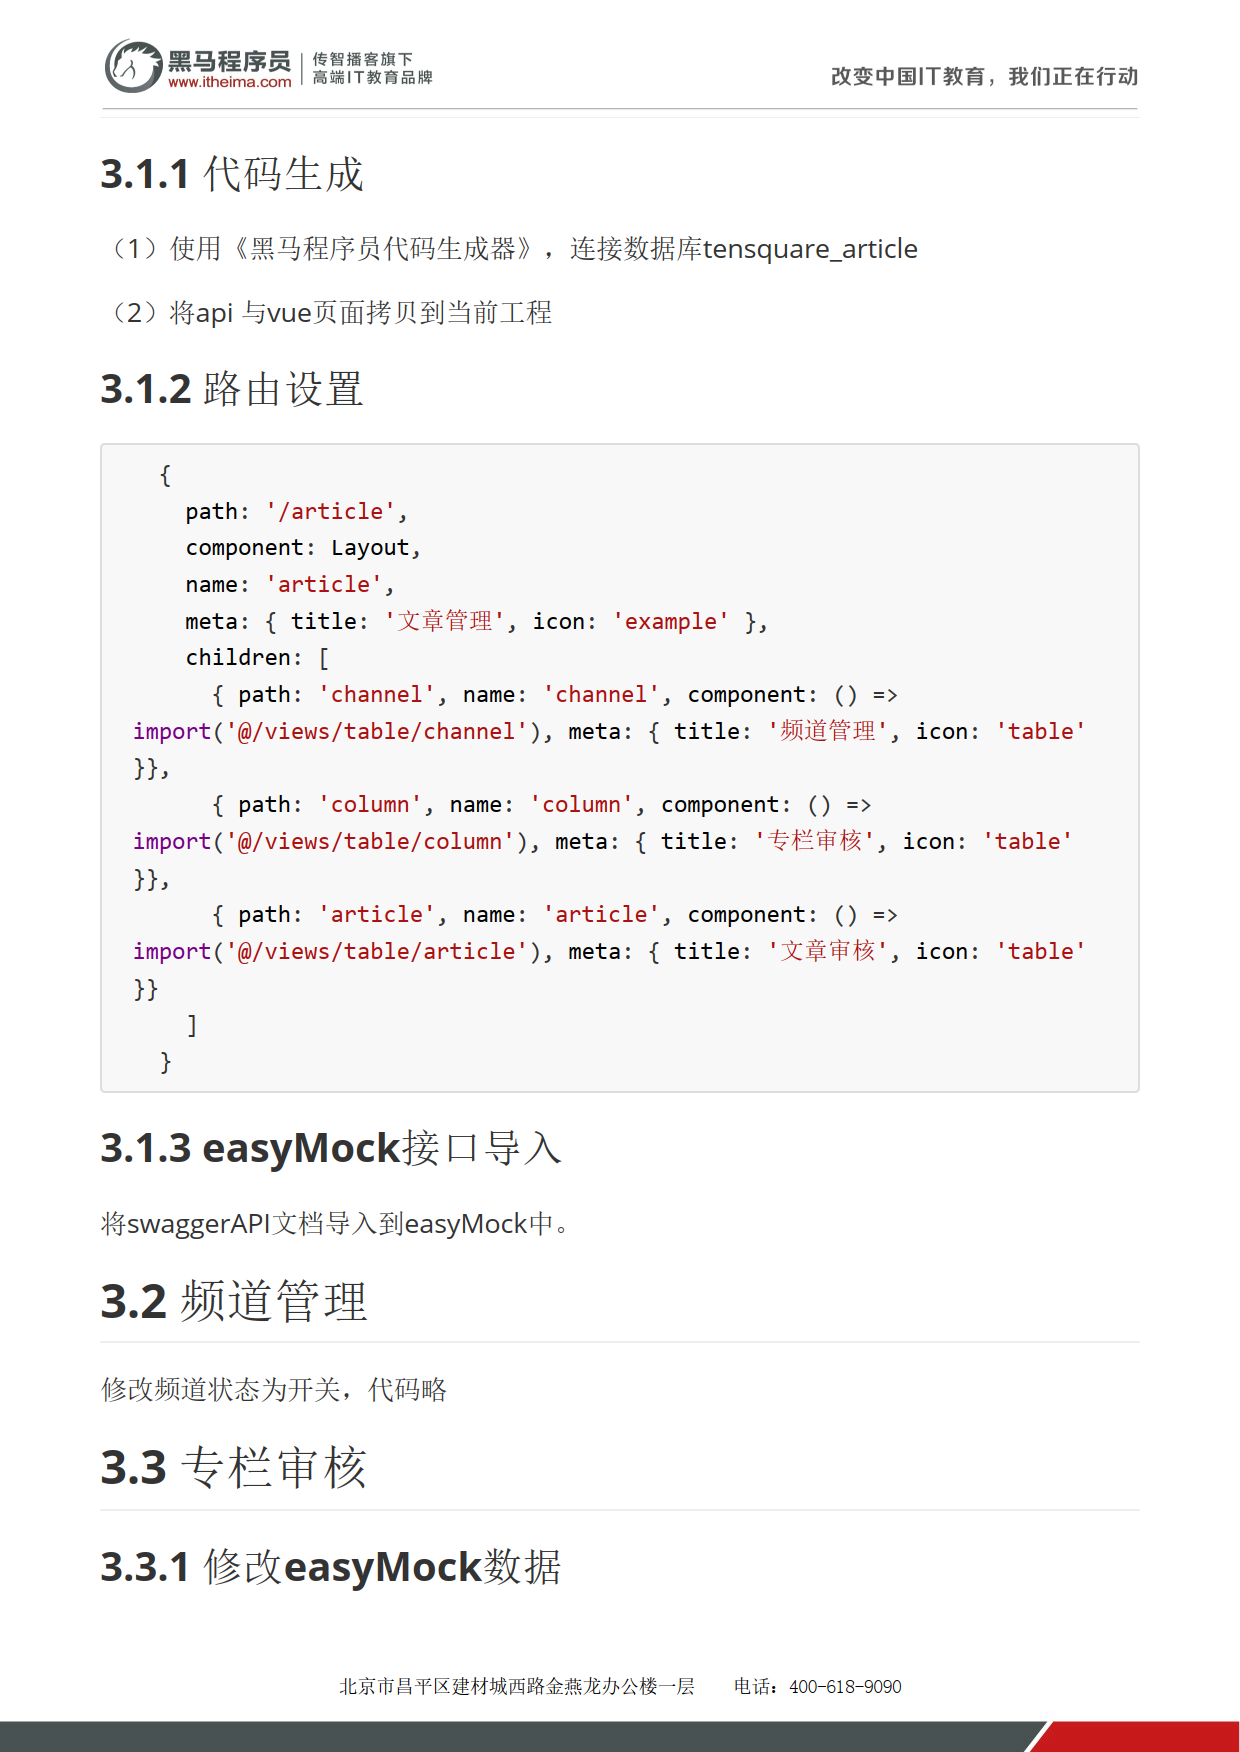 黑马程序员
www.itheima.com
传智播客旗下
高端IT教育品牌
改变中国IT教育，我们正在行动
3.1.1 代码生成
（1）使用《黑马程序员代码生成器》，连接数据库tensquare_article
（2）将api 与vue页面拷贝到当前工程
3.1.2 路由设置
{
path: '/article',
component: Layout,
name: 'article',
meta: { title: '文章管理', icon: 'example' },
children: [
{ path: 'channel', name: 'channel', component: () =>
import('@/views/table/channel'), meta: { title: '频道管理', icon: 'table'
}},
{ path: 'column', name: 'column', component: () =>
import('@/views/table/column'), meta: { title: '专栏审核', icon: 'table'
}},
{ path: 'article', name: 'article', component: () =>
import('@/views/table/article'), meta: { title: '文章审核', icon: 'table'
}}
]
}
3.1.3 easyMock接口导入
将swaggerAPI文档导入到easyMock中。
3.2 频道管理
修改频道状态为开关，代码略
3.3 专栏审核
3.3.1 修改easyMock数据
北京市昌平区建材城西路金燕龙办公楼一层 电话：400-618-9090